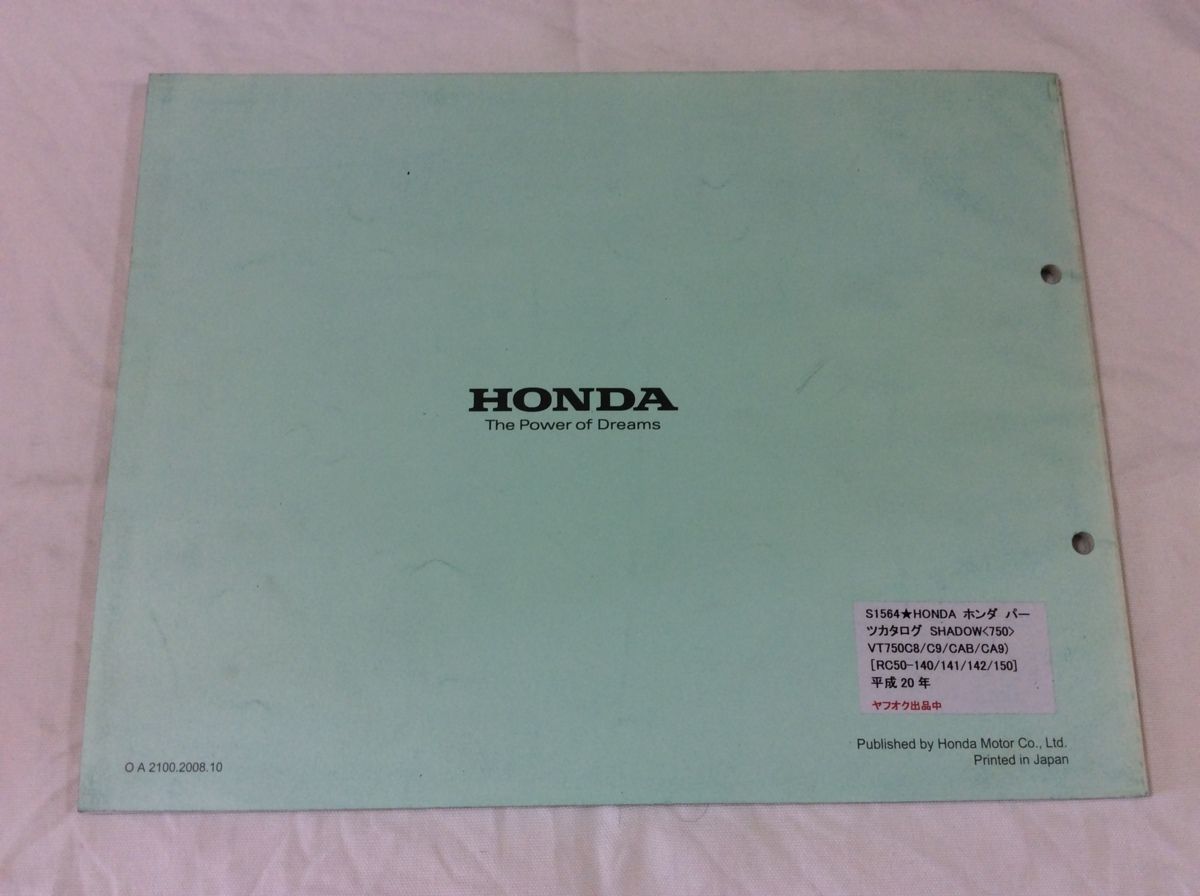 HONDA
The Power of Dreams
S1564★HONDA ホンダ パー
ツカタログ SHADOW<750>
VT750C8/C9/CAB/CA9)
[RC50-140/141/142/150]
平成20年
ヤフオク出品中
Published by Honda Motor Co., Ltd.
Printed in Japan
O A 2100.2008.10